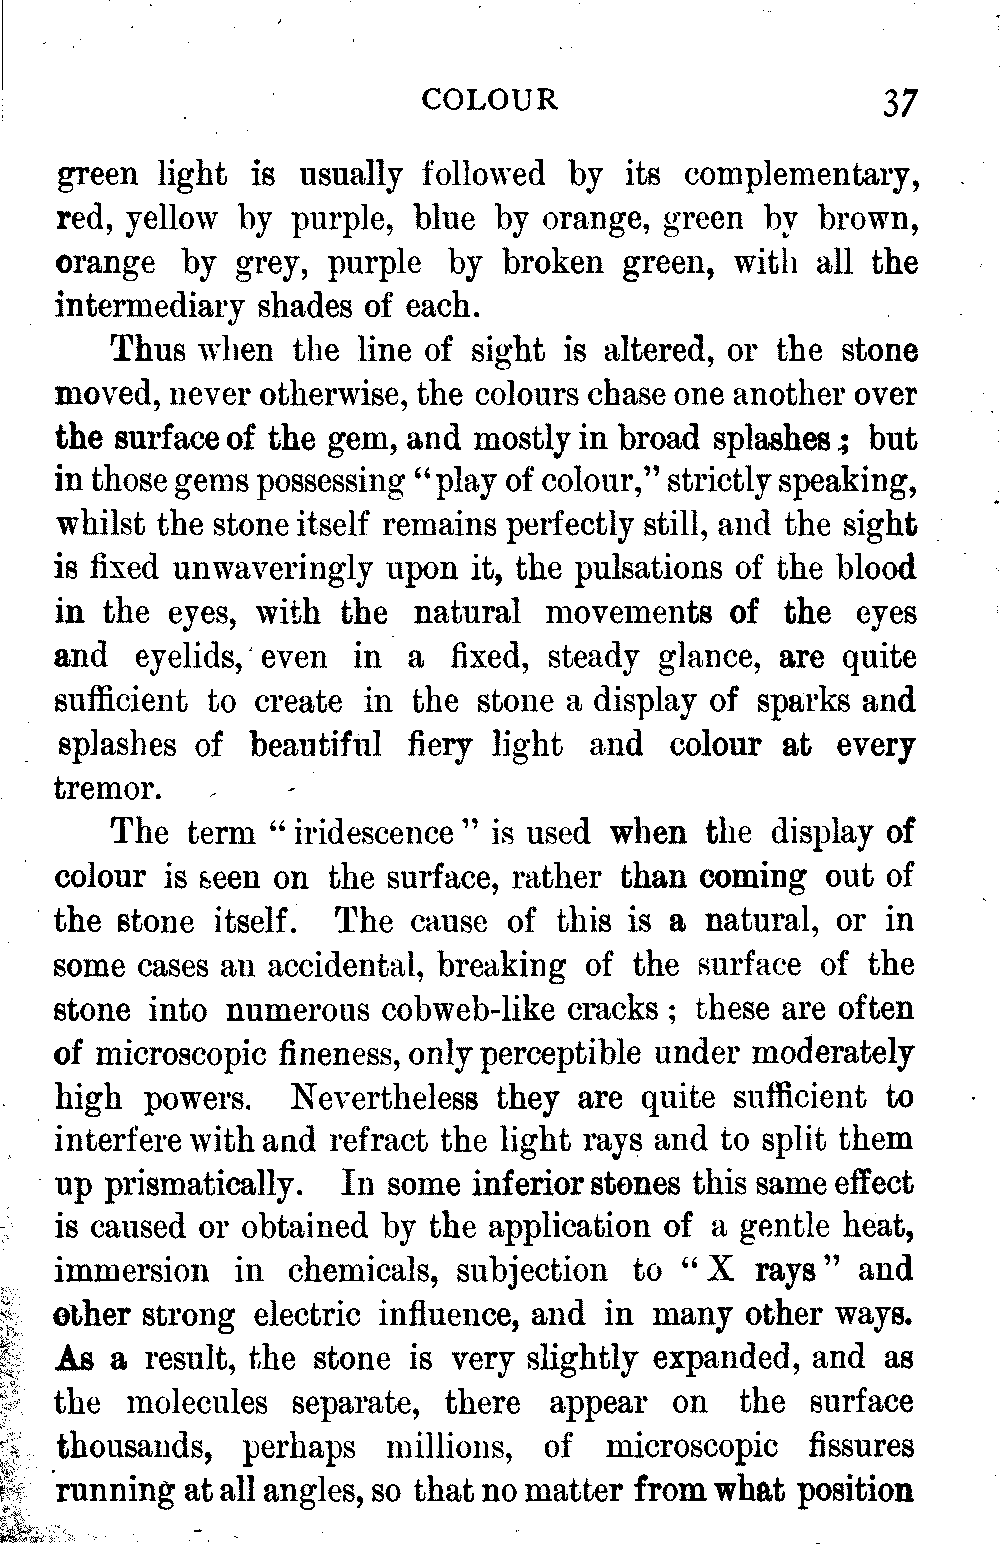 COLOUR 37
green light is usually followed by its complementary,
red, yellow by purple, blue by orange, green by brown,
orange by grey, purple by broken green, with all the
intermediary shades of each.
Thus when the line of sight is altered, or the stone
moved, never otherwise, the colours chase one another over
the surface of the gem, and mostly in broad splashes ; but
in those gems possessing “play of colour,” strictly speaking,
whilst the stone itself remains perfectly still, and the sight
is fixed unwaveringly upon it, the pulsations of the blood
in the eyes, with the natural movements of the eyes
and eyelids, even in a fixed, steady glance, are quite
sufficient to create in the stone a display of sparks and
splashes of beautiful fiery light and colour at every
tremor.
The term “ iridescence ” is used when the display of
colour is seen on the surface, rather than coming out of
the stone itself. The cause of this is a natural, or in
some cases an accidental, breaking of the surface of the
stone into numerous cobweb-like cracks ; these are often
of microscopic fineness, only perceptible under moderately
high powers. Nevertheless they are quite sufficient to
interfere with and refract the light rays and to split them
up prismatically. In some inferior stones this same effect
is caused or obtained by the application of a gentle heat,
immersion in chemicals, subjection to “ X rays ” and
other strong electric influence, and in many other ways.
As a result, the stone is very slightly expanded, and as
the molecules separate, there appear on the surface
thousands, perhaps millions, of microscopic fissures
running at all angles, so that no matter from what position